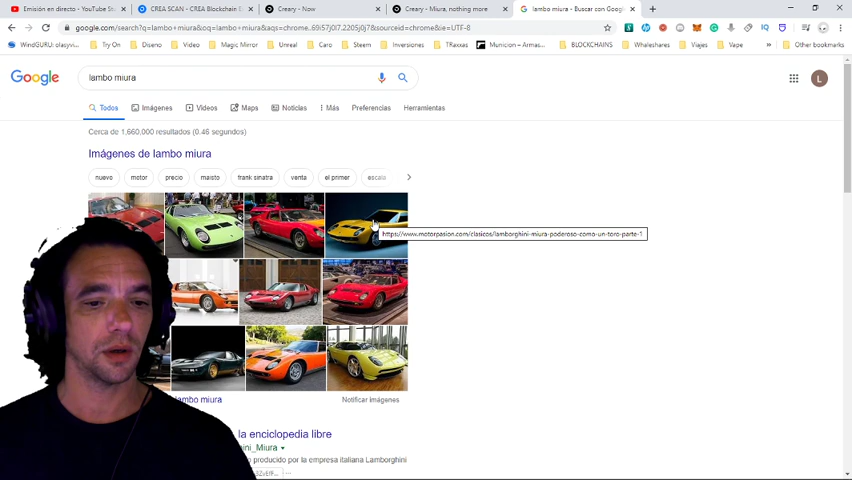 Emisión en directo - YouTube St
CREA SCAN - CREA Blockchain E
Creary - Now
Creary - Miura, nothing more
lambo miura - Buscar con Google
google.com/search?q=lambo+miura&oq=lambo+miura&aqs=chrome..69i57j0l7.2205j0j7&sourceid=chrome&ie=UTF-8
WindGURU: olasyvie
Try On
Diseño
Video
Magic Mirror
Unreal
Caro
Steem
Inversiones
TRaxxas
Municion – Armas...
BLOCKCHAINS
Whaleshares
Viajes
Vape
Other bookmarks
Google
lambo miura
L
Todos
Imágenes
Videos
Maps
Noticias
Más
Preferencias
Herramientas
Cerca de 1,660,000 resultados (0.46 segundos)
Imágenes de lambo miura
nuevo
motor
precio
maisto
frank sinatra
venta
el primer
escala
https://www.motorpasion.com/clasicos/lamborghini-miura-poderoso-como-un-toro-parte-1
lambo miura
Notificar imágenes
la enciclopedia libre
ini_Miura
producido por la empresa italiana Lamborghini